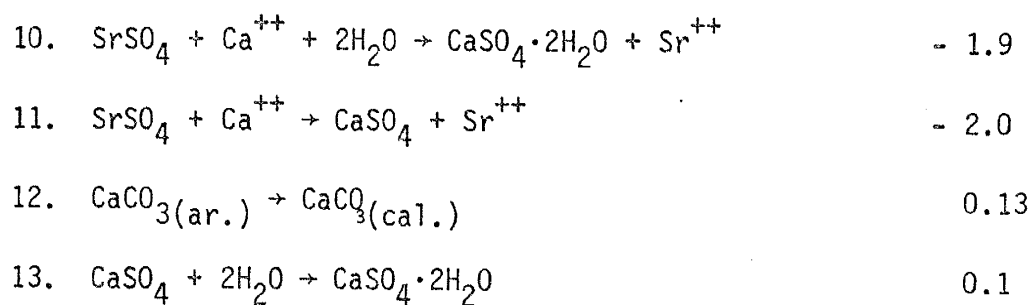 10. SrSO₄ + Ca⁺⁺ + 2H₂O → CaSO₄·2H₂O + Sr⁺⁺ - 1.9
11. SrSO₄ + Ca⁺⁺ → CaSO₄ + Sr⁺⁺ - 2.0
12. CaCO₃(ar.) → CaCO₃(cal.) 0.13
13. CaSO₄ + 2H₂O → CaSO₄·2H₂O 0.1